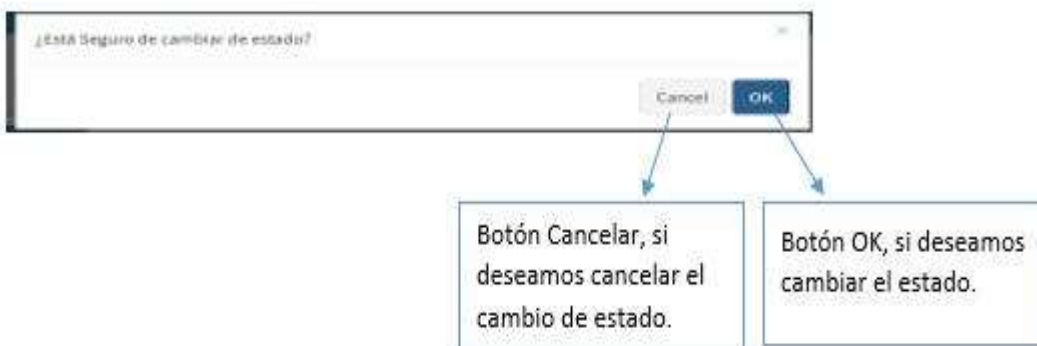 ¿Está Seguro de cambiar de estado?
×
Cancel
OK
Botón Cancelar, si
deseamos cancelar el
cambio de estado.
Botón OK, si deseamos
cambiar el estado.